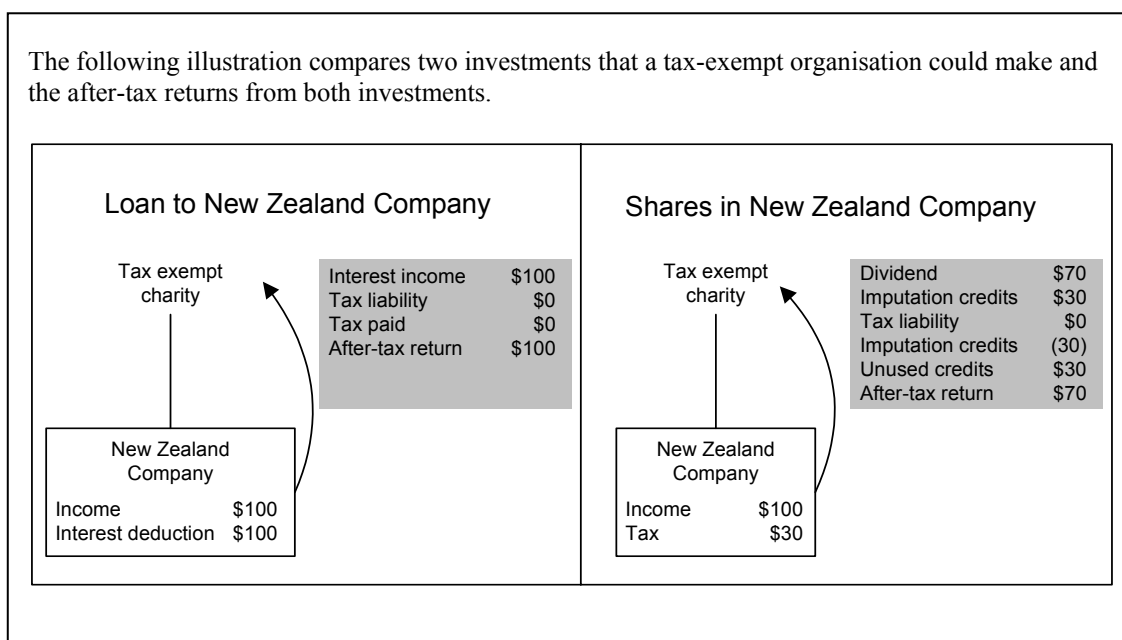 The following illustration compares two investments that a tax-exempt organisation could make and
the after-tax returns from both investments.
Loan to New Zealand Company
Tax exempt
charity
Interest income $100
Tax liability $0
Tax paid $0
After-tax return $100
New Zealand
Company
Income $100
Interest deduction $100
Shares in New Zealand Company
Tax exempt
charity
Dividend $70
Imputation credits $30
Tax liability $0
Imputation credits (30)
Unused credits $30
After-tax return $70
New Zealand
Company
Income $100
Tax $30